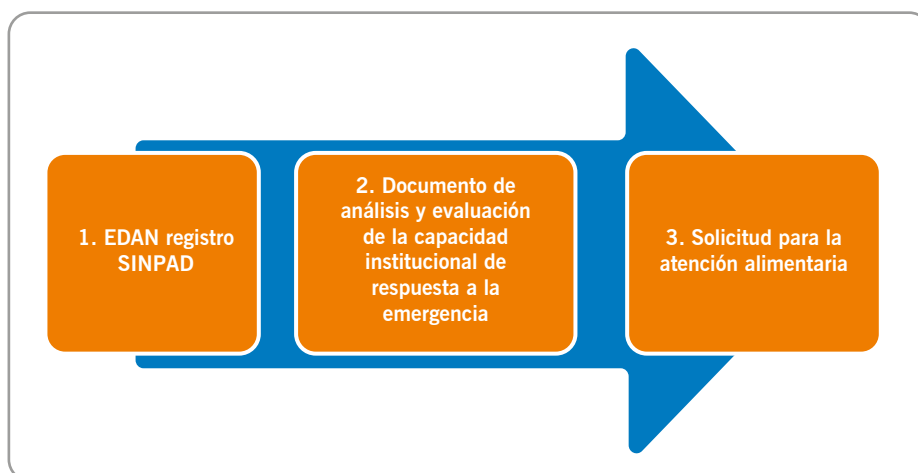 1. EDAN registro
SINPAD
2. Documento de
análisis y evaluación
de la capacidad
institucional de
respuesta a la
emergencia
3. Solicitud para la
atención alimentaria